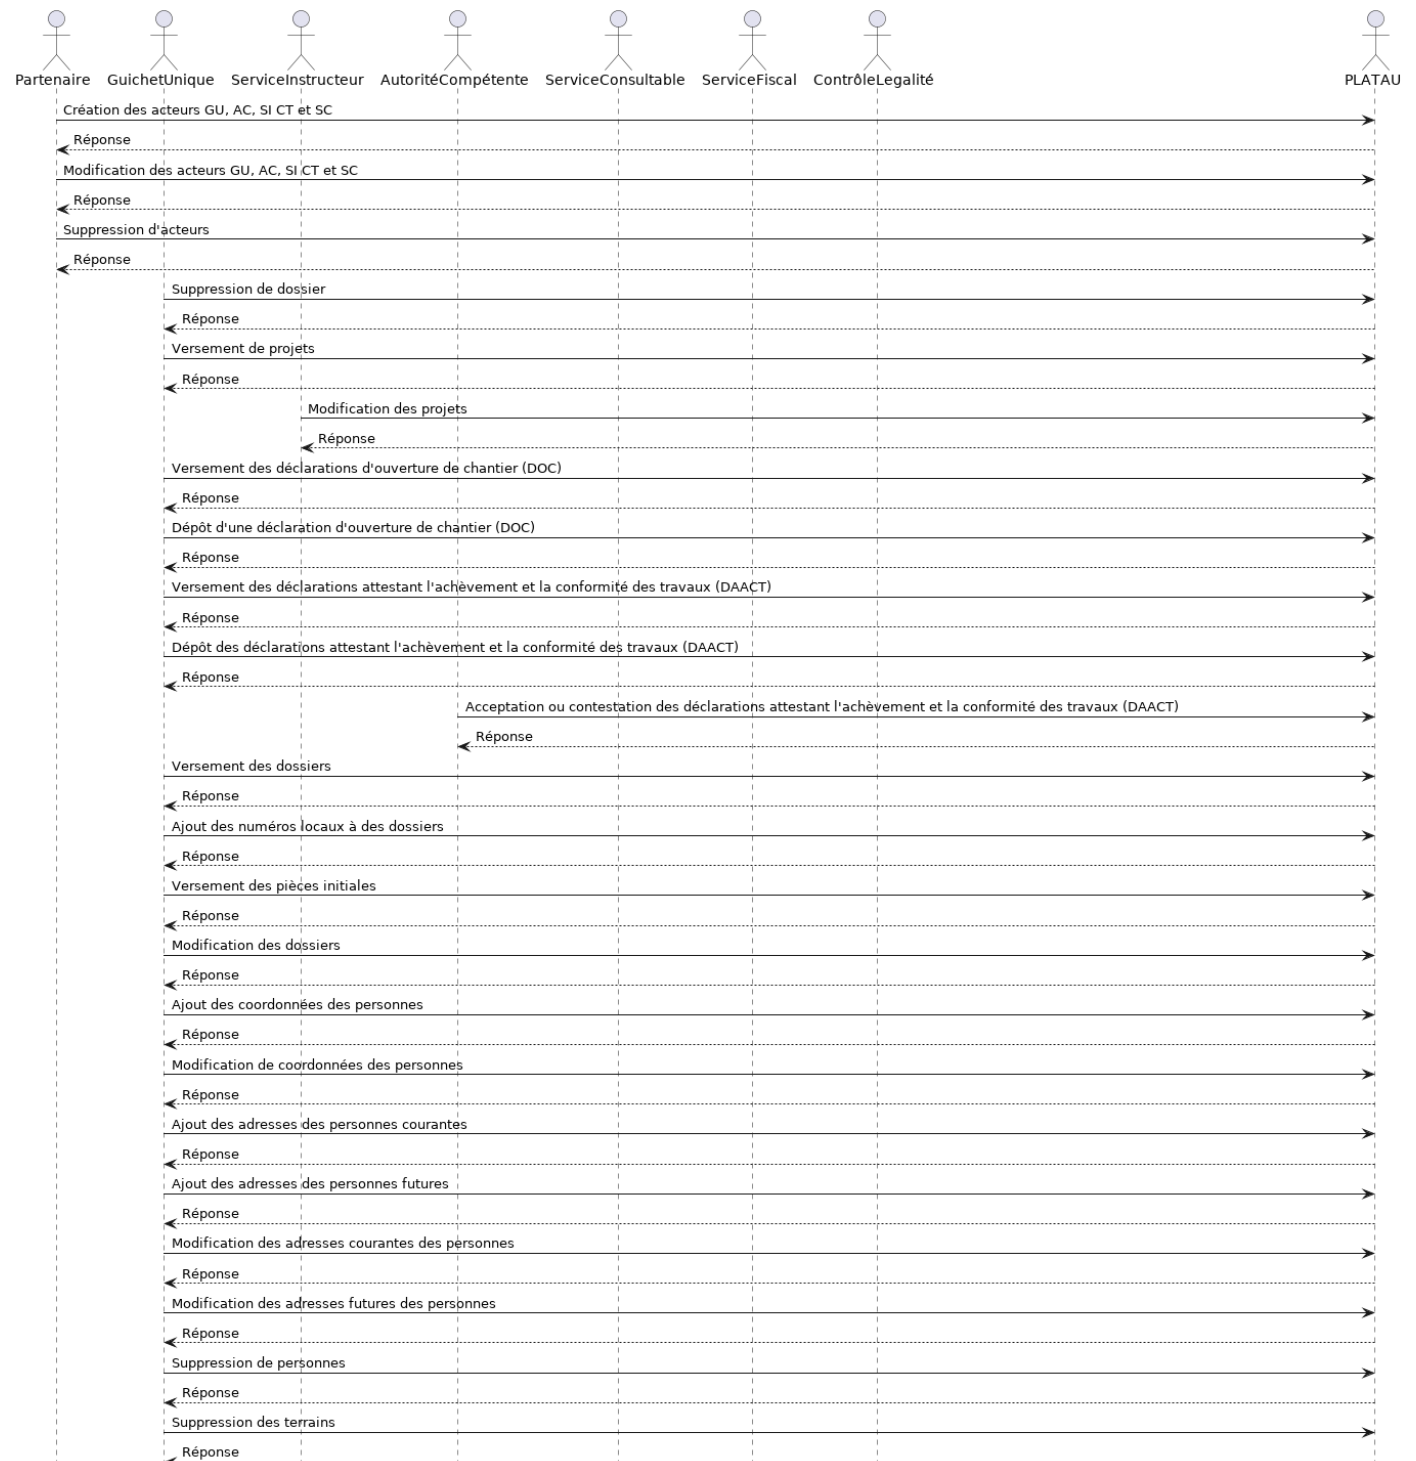 Partenaire GuichetUnique ServiceInstructeur AutoritéCompétente ServiceConsultable ServiceFiscal ContrôleLegalité PLATAU
Création des acteurs GU, AC, SI CT et SC
Réponse
Modification des acteurs GU, AC, SI CT et SC
Réponse
Suppression d'acteurs
Réponse
Suppression de dossier
Réponse
Versement de projets
Réponse
Modification des projets
Réponse
Versement des déclarations d'ouverture de chantier (DOC)
Réponse
Dépôt d'une déclaration d'ouverture de chantier (DOC)
Réponse
Versement des déclarations attestant l'achèvement et la conformité des travaux (DAACT)
Réponse
Dépôt des déclarations attestant l'achèvement et la conformité des travaux (DAACT)
Réponse
Acceptation ou contestation des déclarations attestant l'achèvement et la conformité des travaux (DAACT)
Réponse
Versement des dossiers
Réponse
Ajout des numéros locaux à des dossiers
Réponse
Versement des pièces initiales
Réponse
Modification des dossiers
Réponse
Ajout des coordonnées des personnes
Réponse
Modification de coordonnées des personnes
Réponse
Ajout des adresses des personnes courantes
Réponse
Ajout des adresses des personnes futures
Réponse
Modification des adresses courantes des personnes
Réponse
Modification des adresses futures des personnes
Réponse
Suppression de personnes
Réponse
Suppression des terrains
Réponse